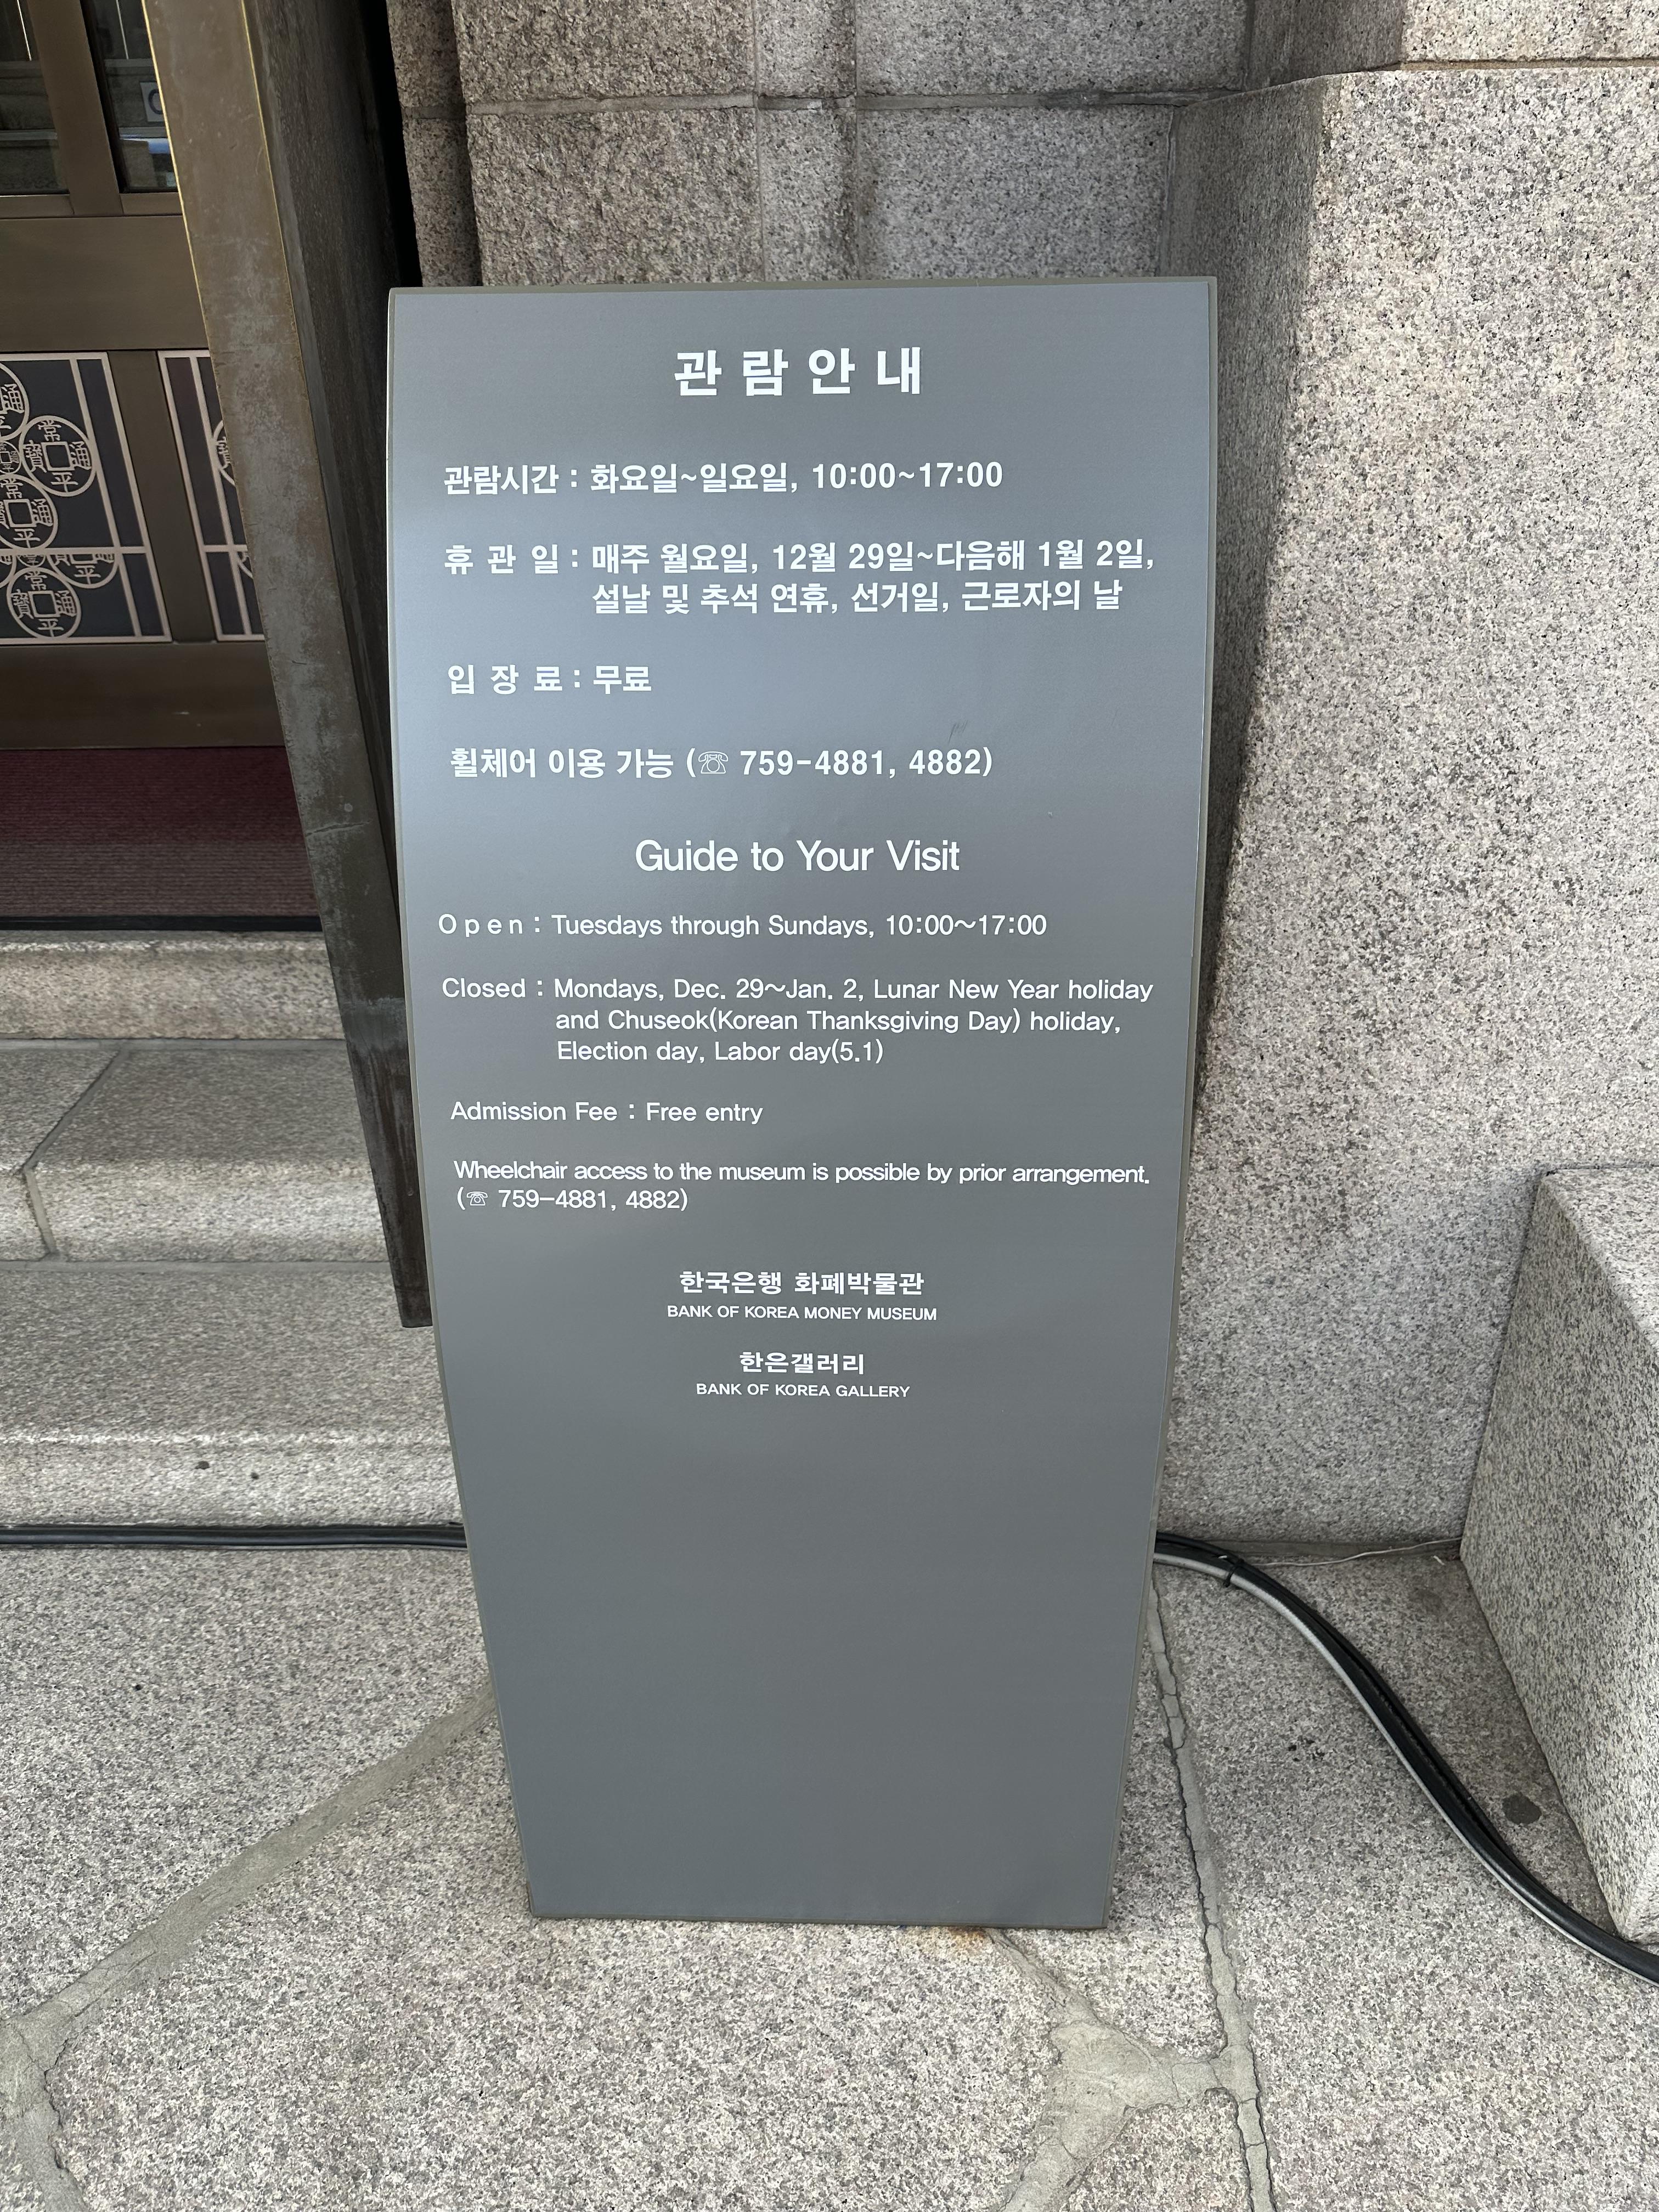 관 람 안 내
관람시간 : 화요일~일요일, 10:00~17:00
휴 관 일 : 매주 월요일, 12월 29일~다음해 1월 2일,
설날 및 추석 연휴, 선거일, 근로자의 날
입 장 료 : 무료
휠체어 이용 가능 (☏ 759-4881, 4882)
Guide to Your Visit
Open : Tuesdays through Sundays, 10:00~17:00
Closed : Mondays, Dec. 29~Jan. 2, Lunar New Year holiday
and Chuseok(Korean Thanksgiving Day) holiday,
Election day, Labor day(5.1)
Admission Fee : Free entry
Wheelchair access to the museum is possible by prior arrangement.
(☏ 759-4881, 4882)
한국은행 화폐박물관
BANK OF KOREA MONEY MUSEUM
한은갤러리
BANK OF KOREA GALLERY
常平通寶